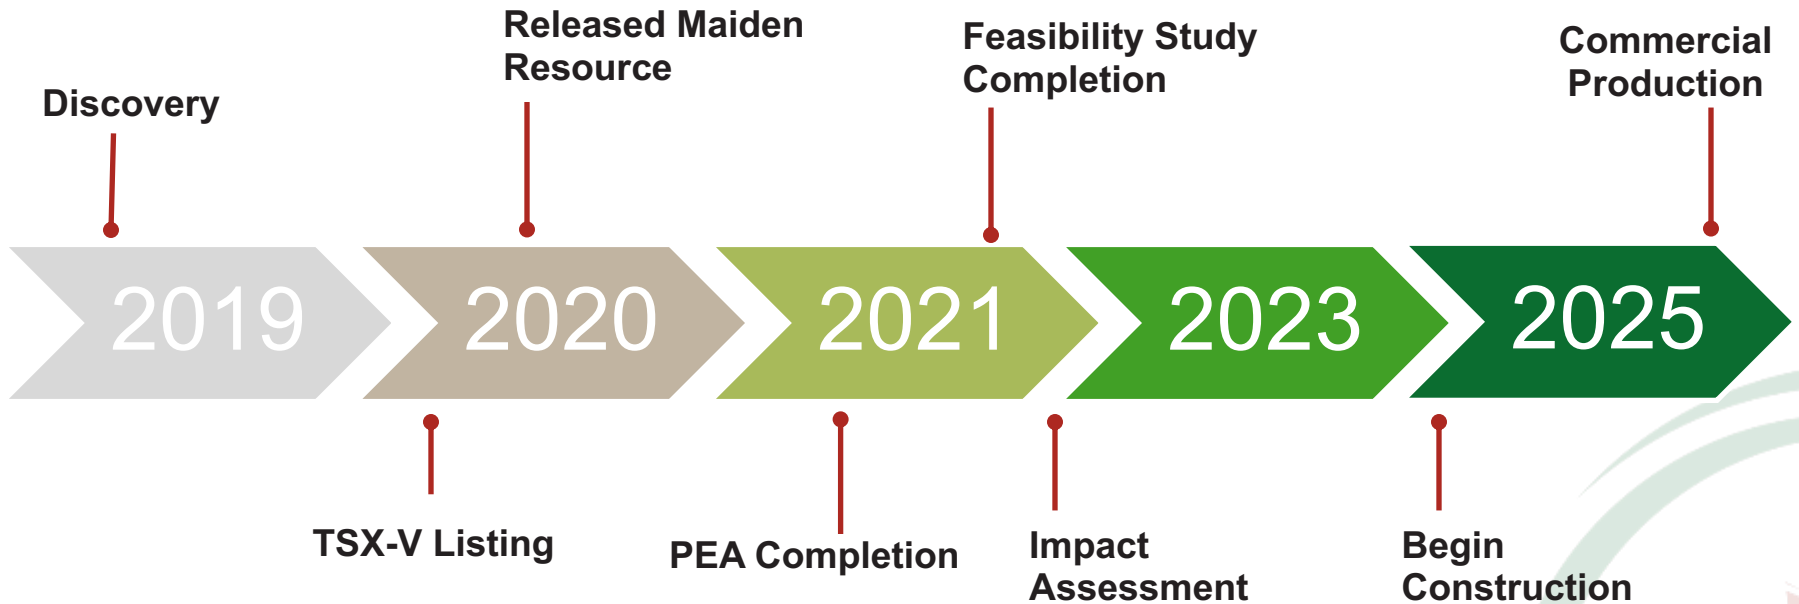 Discovery
Released Maiden
Resource
Feasibility Study
Completion
Commercial
Production
2019
2020
2021
2023
2025
TSX-V Listing
PEA Completion
Impact
Assessment
Begin
Construction